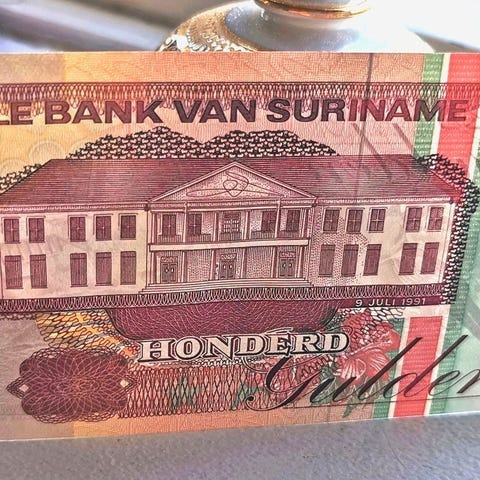 LE BANK VAN SURINAME
9 JULI 1991
HONDERD
Gulden